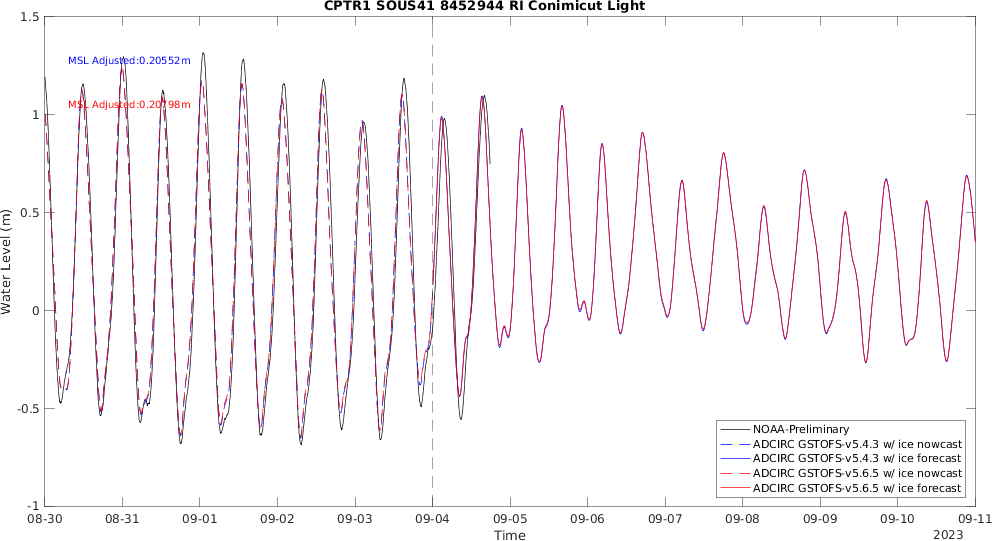 CPTR1 SOUS41 8452944 RI Conimicut Light
1.5
MSL Adjusted:0.20552m
MSL Adjusted:0.20798m
1
0.5
0
-0.5
-1
Water Level (m)
NOAA-Preliminary
ADCIRC GSTOFS-v5.4.3 w/ ice nowcast
ADCIRC GSTOFS-v5.4.3 w/ ice forecast
ADCIRC GSTOFS-v5.6.5 w/ ice nowcast
ADCIRC GSTOFS-v5.6.5 w/ ice forecast
08-30 08-31 09-01 09-02 09-03 09-04 09-05 09-06 09-07 09-08 09-09 09-10 09-11
Time
2023